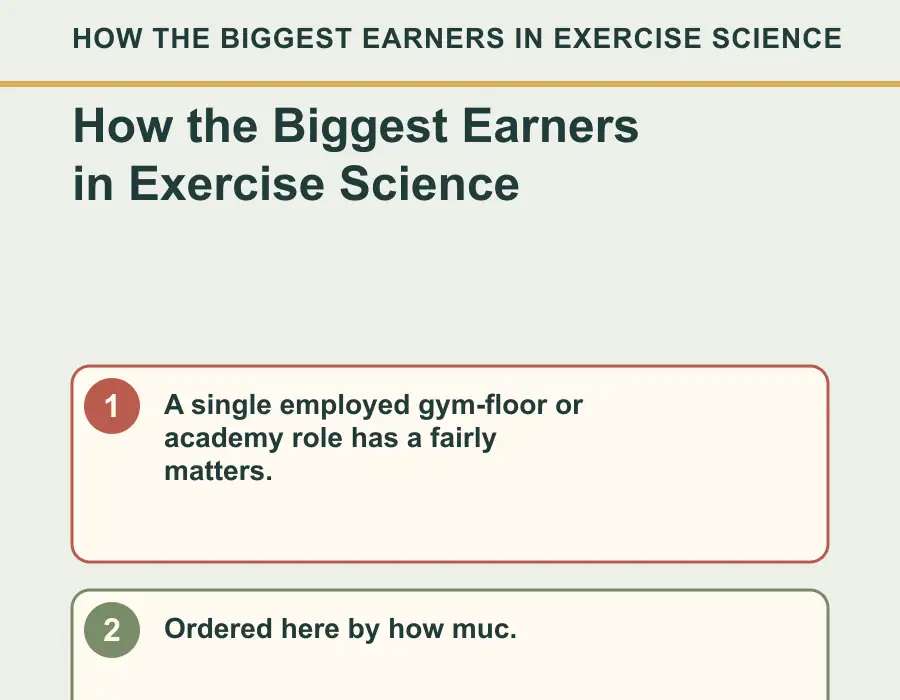 HOW THE BIGGEST EARNERS IN EXERCISE SCIENCE
How the Biggest Earners
in Exercise Science
1
A single employed gym-floor or
academy role has a fairly
matters.
2
Ordered here by how muc.